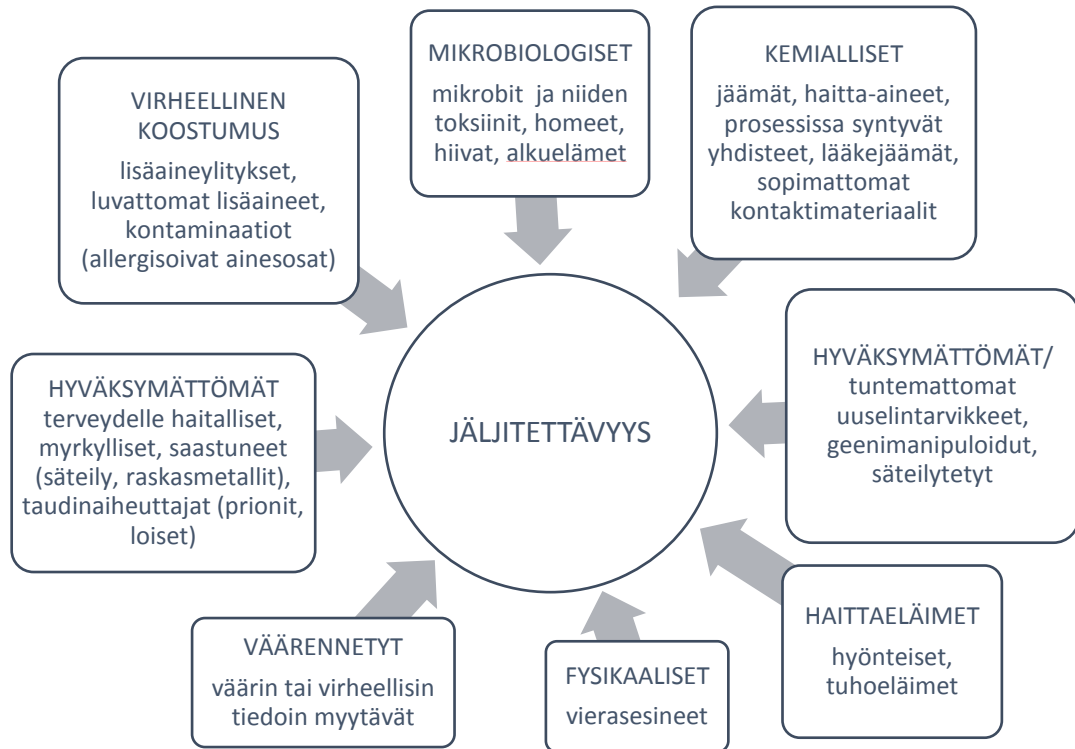 MIKROBIOLOGISET
mikrobit ja niiden
toksiinit, homeet,
hiivat, alkuelämet
KEMIALLISET
jäämät, haitta-aineet,
prosessissa syntyvät
yhdisteet, lääkejäämät,
sopimattomat
kontaktimateriaalit
VIRHEELLINEN
KOOSTUMUS
lisäaineylitykset,
luvattomat lisäaineet,
kontaminaatiot
(allergisoivat ainesosat)
HYVÄKSYMÄTTÖMÄT/
tuntemattomat
uuselintarvikkeet,
geenimanipuloidut,
säteilytetyt
HYVÄKSYMÄTTÖMÄT
terveydelle haitalliset,
myrkylliset, saastuneet
(säteily, raskasmetallit),
taudinaiheuttajat (prionit,
loiset)
JÄLJITETTÄVYYS
HAITTAELÄIMET
hyönteiset,
tuhoeläimet
VÄÄRENNETYT
väärin tai virheellisin
tiedoin myytävät
FYSIKAALISET
vierasesineet